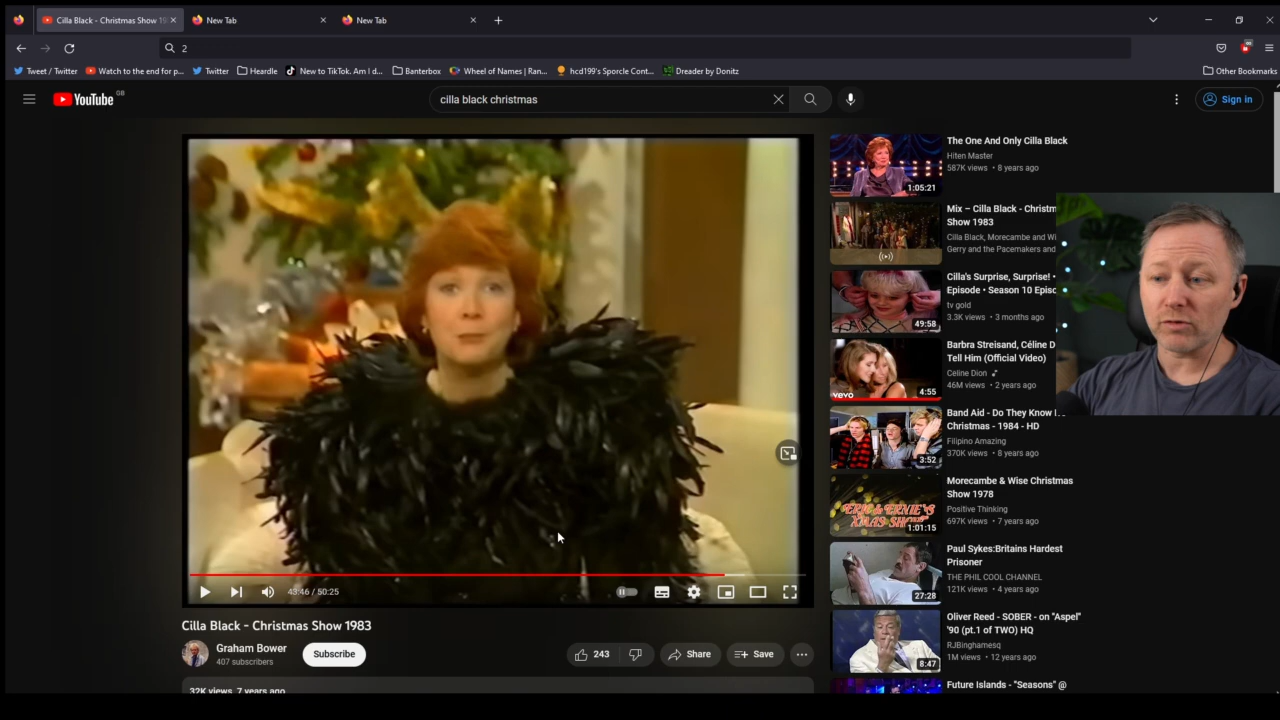 Cilla Black - Christmas Show 19
New Tab
New Tab
2
Tweet / Twitter
Watch to the end for p...
Twitter
Heardle
New to TikTok. Am I d...
Banterbox
Wheel of Names | Ran...
hcd199's Sporcle Cont...
Dreader by Donitz
Other Bookmarks
YouTube GB
cilla black christmas
Sign in
The One And Only Cilla Black
Hiten Master
587K views • 8 years ago
1:05:21
Mix – Cilla Black - Christm
Show 1983
Cilla Black, Morecambe and Wi
Gerry and the Pacemakers and
Cilla's Surprise, Surprise! •
Episode • Season 10 Episo
tv gold
3.3K views • 3 months ago
49:58
Barbra Streisand, Céline D
Tell Him (Official Video)
Celine Dion
46M views • 2 years ago
vevo
4:55
Band Aid - Do They Know I
Christmas - 1984 - HD
Filipino Amazing
370K views • 8 years ago
3:52
Morecambe & Wise Christmas
Show 1978
Positive Thinking
697K views • 7 years ago
ERIC & ERNIE'S
XMAS SHOW
1:01:15
Paul Sykes:Britains Hardest
Prisoner
THE PHIL COOL CHANNEL
121K views • 4 years ago
27:28
Oliver Reed - SOBER - on "Aspel"
'90 (pt.1 of TWO) HQ
RJBinghamesq
1M views • 12 years ago
8:47
Future Islands - "Seasons" @
43:46 / 50:25
Cilla Black - Christmas Show 1983
Graham Bower
407 subscribers
Subscribe
243
Share
Save
32K views 7 years ago